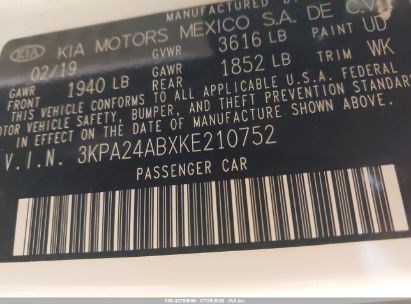 MANUFACTURED BY
KIA KIA MOTORS MEXICO S.A. DE C.V.
02/19 GVWR 3616 LB PAINT UD
GAWR FRONT 1940 LB GAWR REAR 1852 LB TRIM WK
THIS VEHICLE CONFORMS TO ALL APPLICABLE U.S.A. FEDERAL
MOTOR VEHICLE SAFETY, BUMPER, AND THEFT PREVENTION STANDARDS
IN EFFECT ON THE DATE OF MANUFACTURE SHOWN ABOVE.
V.I.N. 3KPA24ABXKE210752
PASSENGER CAR